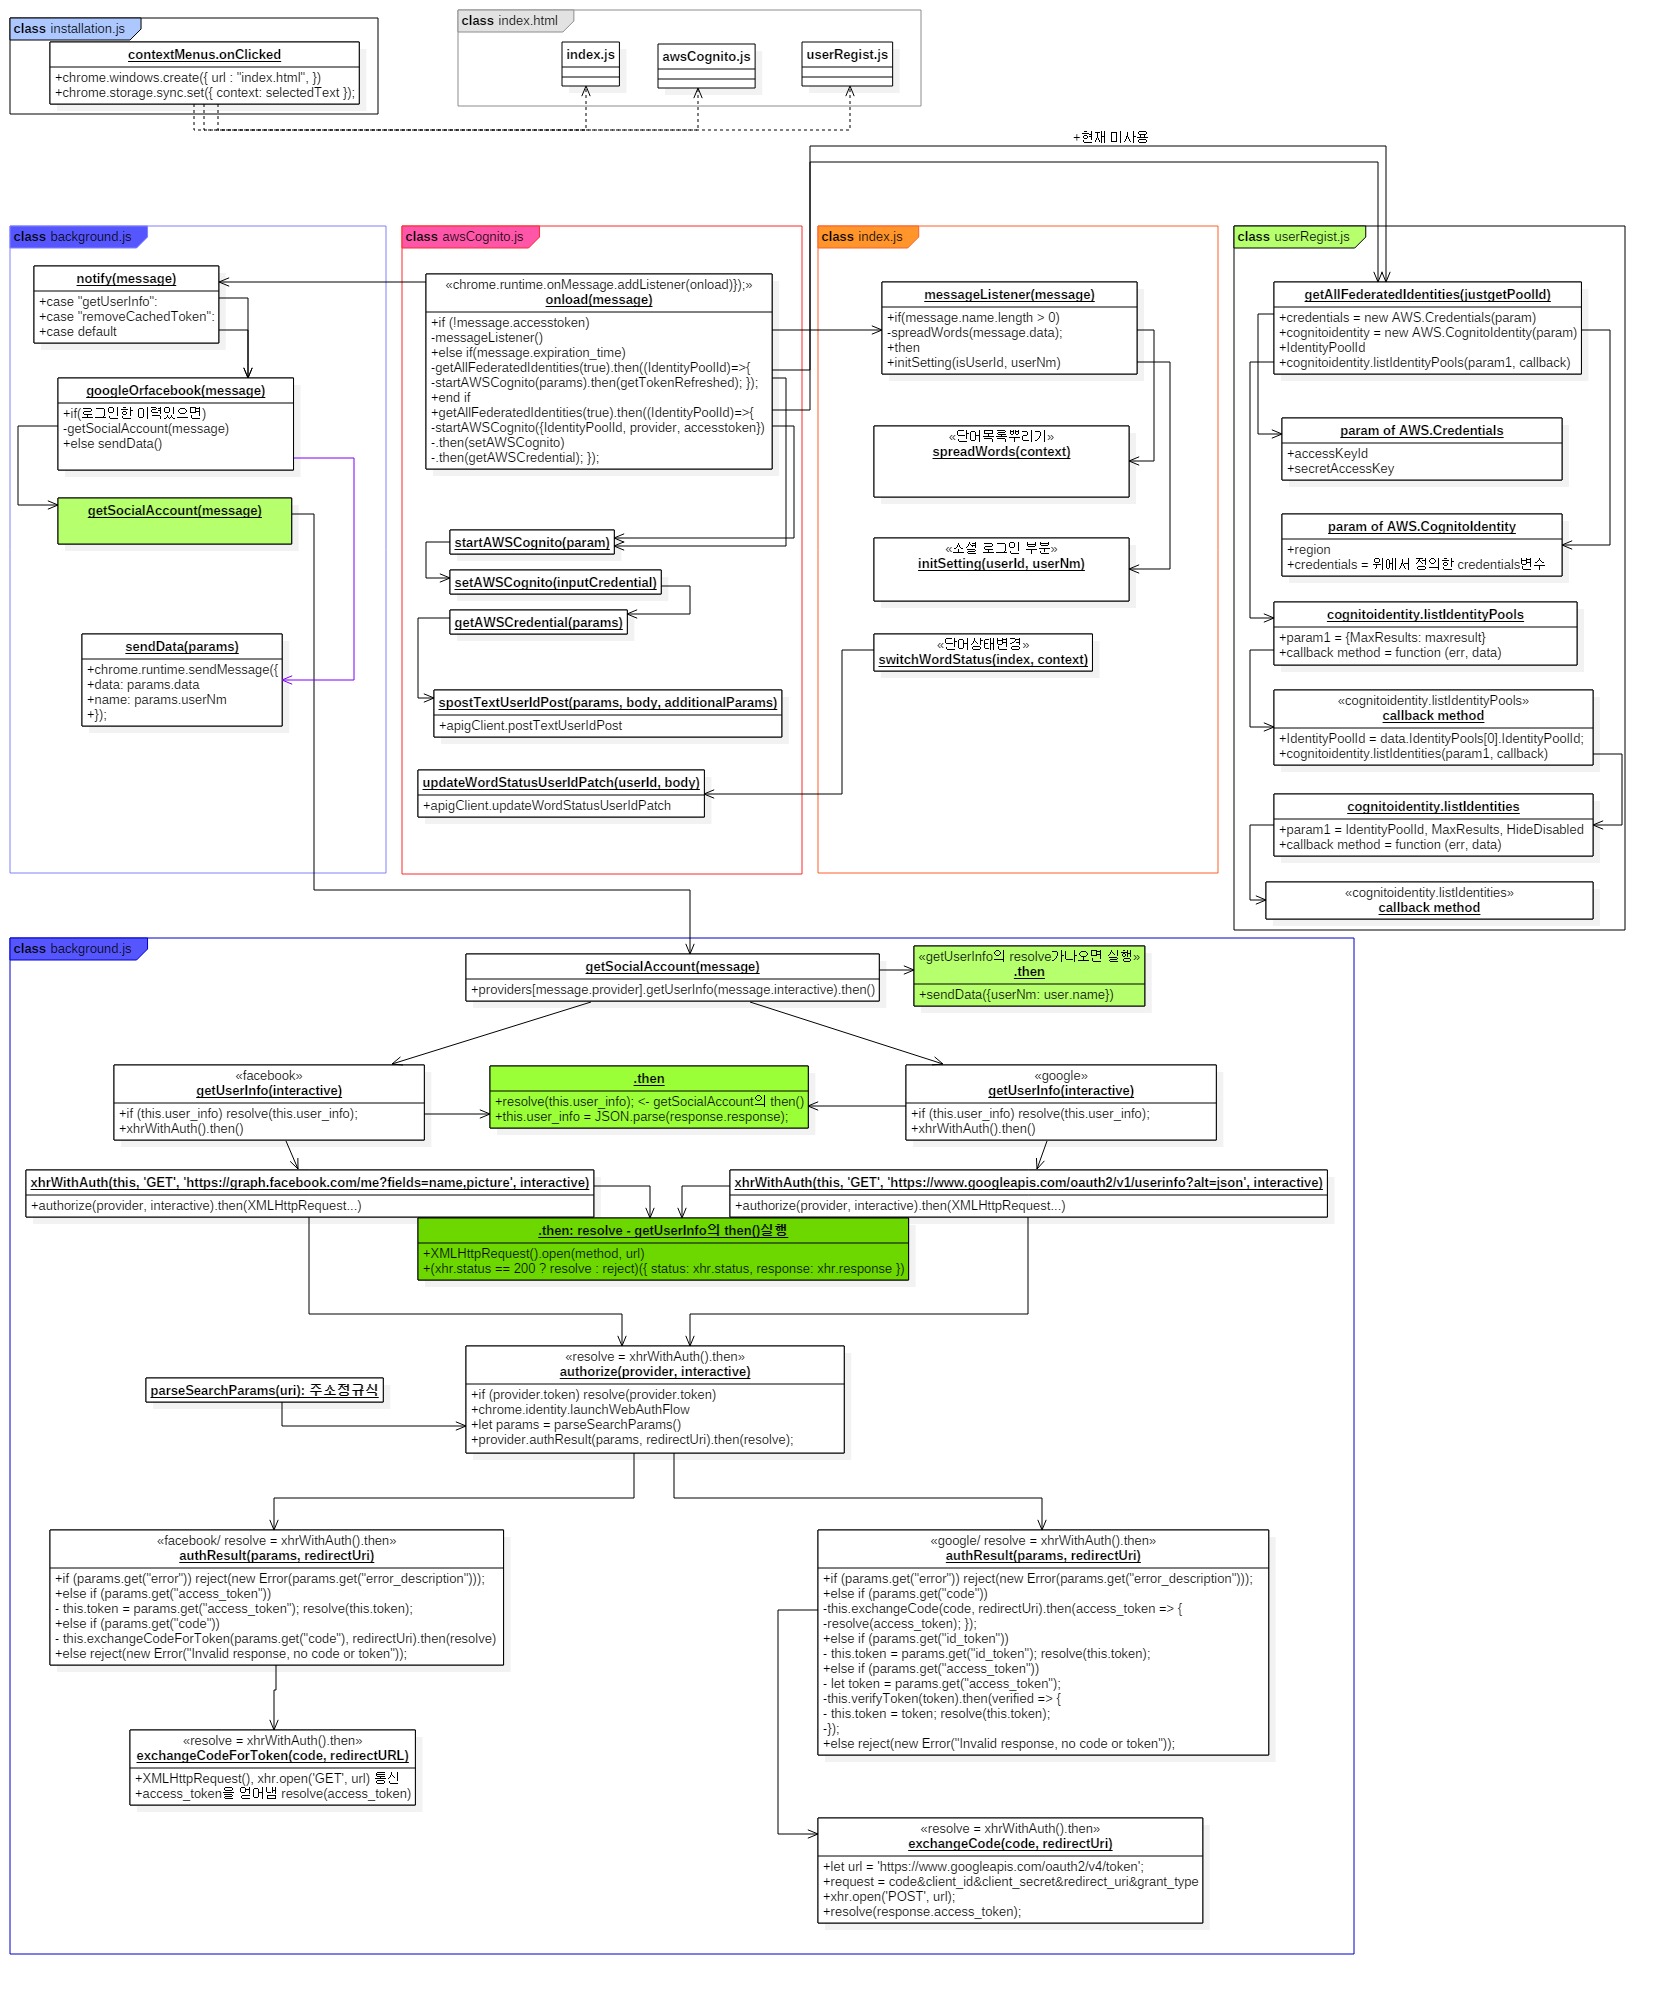 class installation.js
contextMenus.onClicked
+chrome.windows.create({ url : "index.html", })
+chrome.storage.sync.set({ context: selectedText });
class index.html
index.js
awsCognito.js
userRegist.js
+현재 미사용
class background.js
notify(message)
+case "getUserInfo":
+case "removeCachedToken":
+case default
googleOrfacebook(message)
+if(로그인한 이력있으면)
-getSocialAccount(message)
+else sendData()
getSocialAccount(message)
sendData(params)
+chrome.runtime.sendMessage({
+data: params.data
+name: params.userNm
+});
class awsCognito.js
«chrome.runtime.onMessage.addListener(onload)});»
onload(message)
+if (!message.accesstoken)
-messageListener()
+else if(message.expiration_time)
-getAllFederatedIdentities(true).then((IdentityPoolId)=>{
-startAWSCognito(params).then(getTokenRefreshed); });
+end if
+getAllFederatedIdentities(true).then((IdentityPoolId)=>{
-startAWSCognito({IdentityPoolId, provider, accesstoken})
-.then(setAWSCognito)
-.then(getAWSCredential); });
startAWSCognito(param)
setAWSCognito(inputCredential)
getAWSCredential(params)
spostTextUserIdPost(params, body, additionalParams)
+apigClient.postTextUserIdPost
updateWordStatusUserIdPatch(userId, body)
+apigClient.updateWordStatusUserIdPatch
class index.js
messageListener(message)
+if(message.name.length > 0)
-spreadWords(message.data);
+then
+initSetting(isUserId, userNm)
«단어목록뿌리기»
spreadWords(context)
«소셜 로그인 부분»
initSetting(userId, userNm)
«단어상태변경»
switchWordStatus(index, context)
class userRegist.js
getAllFederatedIdentities(justgetPoolId)
+credentials = new AWS.Credentials(param)
+cognitoidentity = new AWS.CognitoIdentity(param)
+IdentityPoolId
+cognitoidentity.listIdentityPools(param1, callback)
param of AWS.Credentials
+accessKeyId
+secretAccessKey
param of AWS.CognitoIdentity
+region
+credentials = 위에서 정의한 credentials변수
cognitoidentity.listIdentityPools
+param1 = {MaxResults: maxresult}
+callback method = function (err, data)
«cognitoidentity.listIdentityPools»
callback method
+IdentityPoolId = data.IdentityPools[0].IdentityPoolId;
+cognitoidentity.listIdentities(param1, callback)
cognitoidentity.listIdentities
+param1 = IdentityPoolId, MaxResults, HideDisabled
+callback method = function (err, data)
«cognitoidentity.listIdentities»
callback method
class background.js
getSocialAccount(message)
+providers[message.provider].getUserInfo(message.interactive).then()
«getUserInfo의 resolve가나오면 실행»
.then
+sendData({userNm: user.name})
«facebook»
getUserInfo(interactive)
+if (this.user_info) resolve(this.user_info);
+xhrWithAuth().then()
.then
+resolve(this.user_info); <- getSocialAccount의 then()
+this.user_info = JSON.parse(response.response);
«google»
getUserInfo(interactive)
+if (this.user_info) resolve(this.user_info);
+xhrWithAuth().then()
xhrWithAuth(this, 'GET', 'https://graph.facebook.com/me?fields=name,picture', interactive)
+authorize(provider, interactive).then(XMLHttpRequest...)
xhrWithAuth(this, 'GET', 'https://www.googleapis.com/oauth2/v1/userinfo?alt=json', interactive)
+authorize(provider, interactive).then(XMLHttpRequest...)
.then: resolve - getUserInfo의 then()실행
+XMLHttpRequest().open(method, url)
+(xhr.status == 200 ? resolve : reject)({ status: xhr.status, response: xhr.response })
«resolve = xhrWithAuth().then»
authorize(provider, interactive)
+if (provider.token) resolve(provider.token)
+chrome.identity.launchWebAuthFlow
+let params = parseSearchParams()
+provider.authResult(params, redirectUri).then(resolve);
parseSearchParams(uri): 주소정규식
«facebook/ resolve = xhrWithAuth().then»
authResult(params, redirectUri)
+if (params.get("error")) reject(new Error(params.get("error_description")));
+else if (params.get("access_token"))
- this.token = params.get("access_token"); resolve(this.token);
+else if (params.get("code"))
- this.exchangeCodeForToken(params.get("code"), redirectUri).then(resolve)
+else reject(new Error("Invalid response, no code or token"));
«resolve = xhrWithAuth().then»
exchangeCodeForToken(code, redirectURL)
+XMLHttpRequest(), xhr.open('GET', url) 통신
+access_token을 얻어냄 resolve(access_token)
«google/ resolve = xhrWithAuth().then»
authResult(params, redirectUri)
+if (params.get("error")) reject(new Error(params.get("error_description")));
+else if (params.get("code"))
-this.exchangeCode(code, redirectUri).then(access_token => {
-resolve(access_token); });
+else if (params.get("id_token"))
- this.token = params.get("id_token"); resolve(this.token);
+else if (params.get("access_token"))
- let token = params.get("access_token");
-this.verifyToken(token).then(verified => {
- this.token = token; resolve(this.token);
-});
+else reject(new Error("Invalid response, no code or token"));
«resolve = xhrWithAuth().then»
exchangeCode(code, redirectUri)
+let url = 'https://www.googleapis.com/oauth2/v4/token';
+request = code&client_id&client_secret&redirect_uri&grant_type
+xhr.open('POST', url);
+resolve(response.access_token);